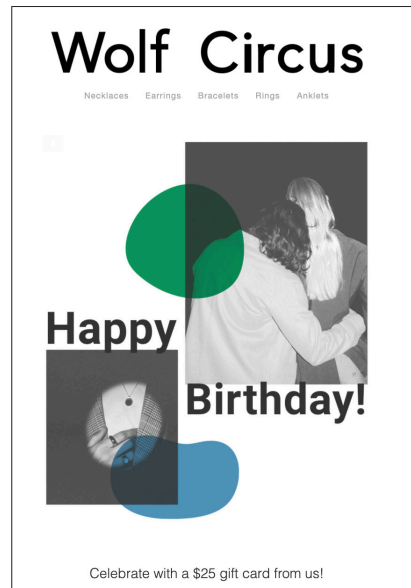 Wolf Circus
Necklaces Earrings Bracelets Rings Anklets
Happy
Birthday!
Celebrate with a $25 gift card from us!